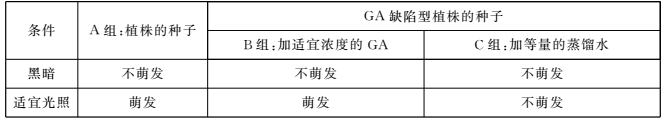 条件 A组:植株的种子 GA缺陷型植株的种子
B组:加适宜浓度的GA C组:加等量的蒸馏水
黑暗 不萌发 不萌发 不萌发
适宜光照 萌发 萌发 不萌发